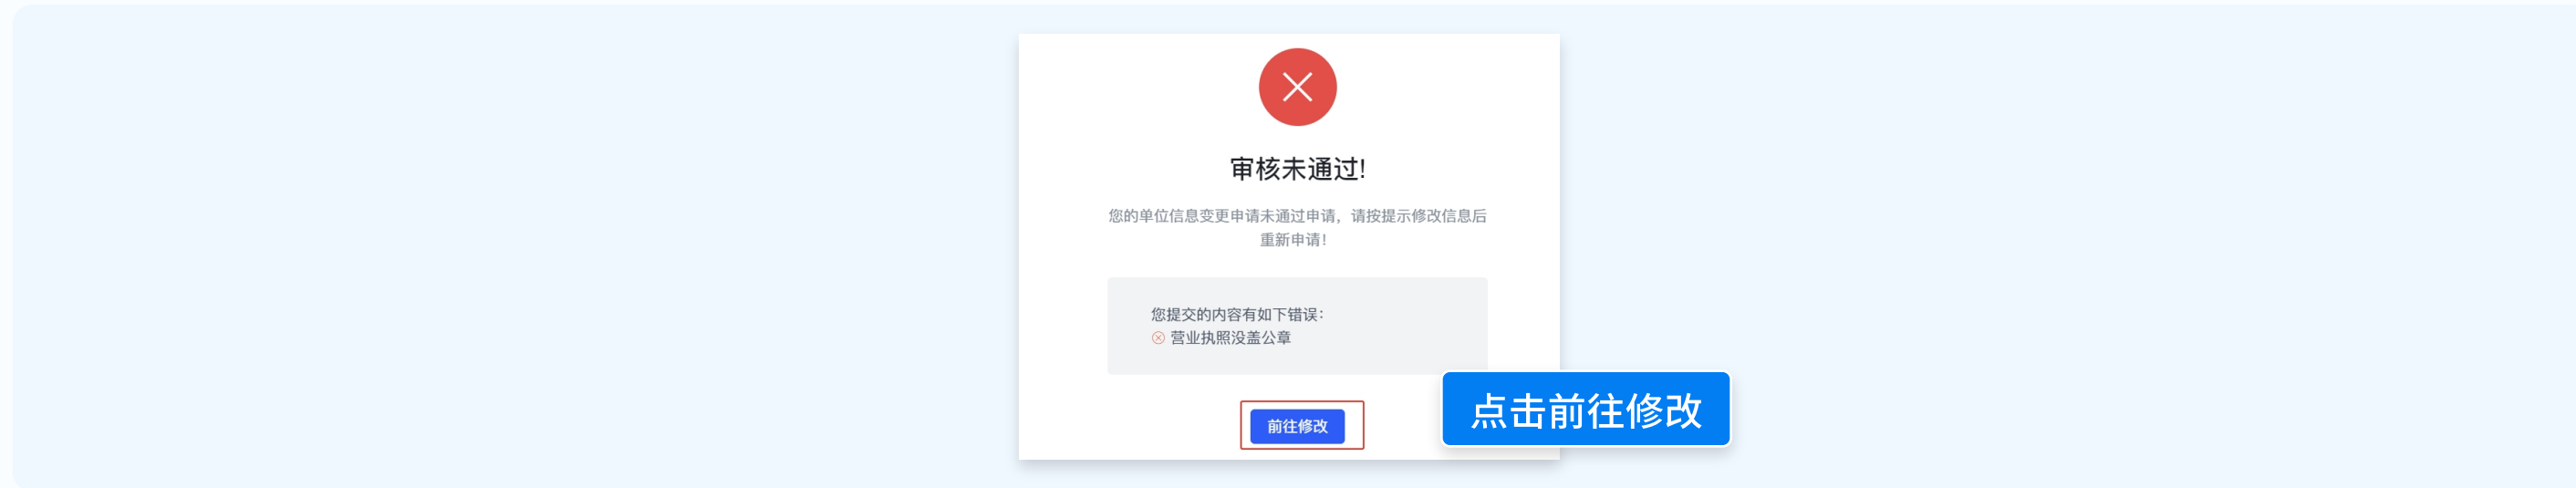 审核未通过!
您的单位信息变更申请未通过申请，请按提示修改信息后
重新申请！
您提交的内容有如下错误：
营业执照没盖公章
前往修改
点击前往修改